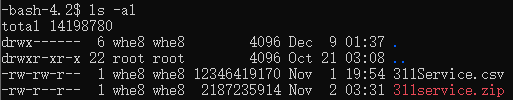 -bash-4.2$ ls -al
total 14198780
drwx------  6 whe8 whe8        4096 Dec  9 01:37 .
drwxr-xr-x 22 root root        4096 Oct 21 03:08 ..
-rw-rw-r--  1 whe8 whe8 12346419170 Nov  1 19:54 311Service.csv
-rw-r--r--  1 whe8 whe8  2187235914 Nov  2 03:31 311service.zip